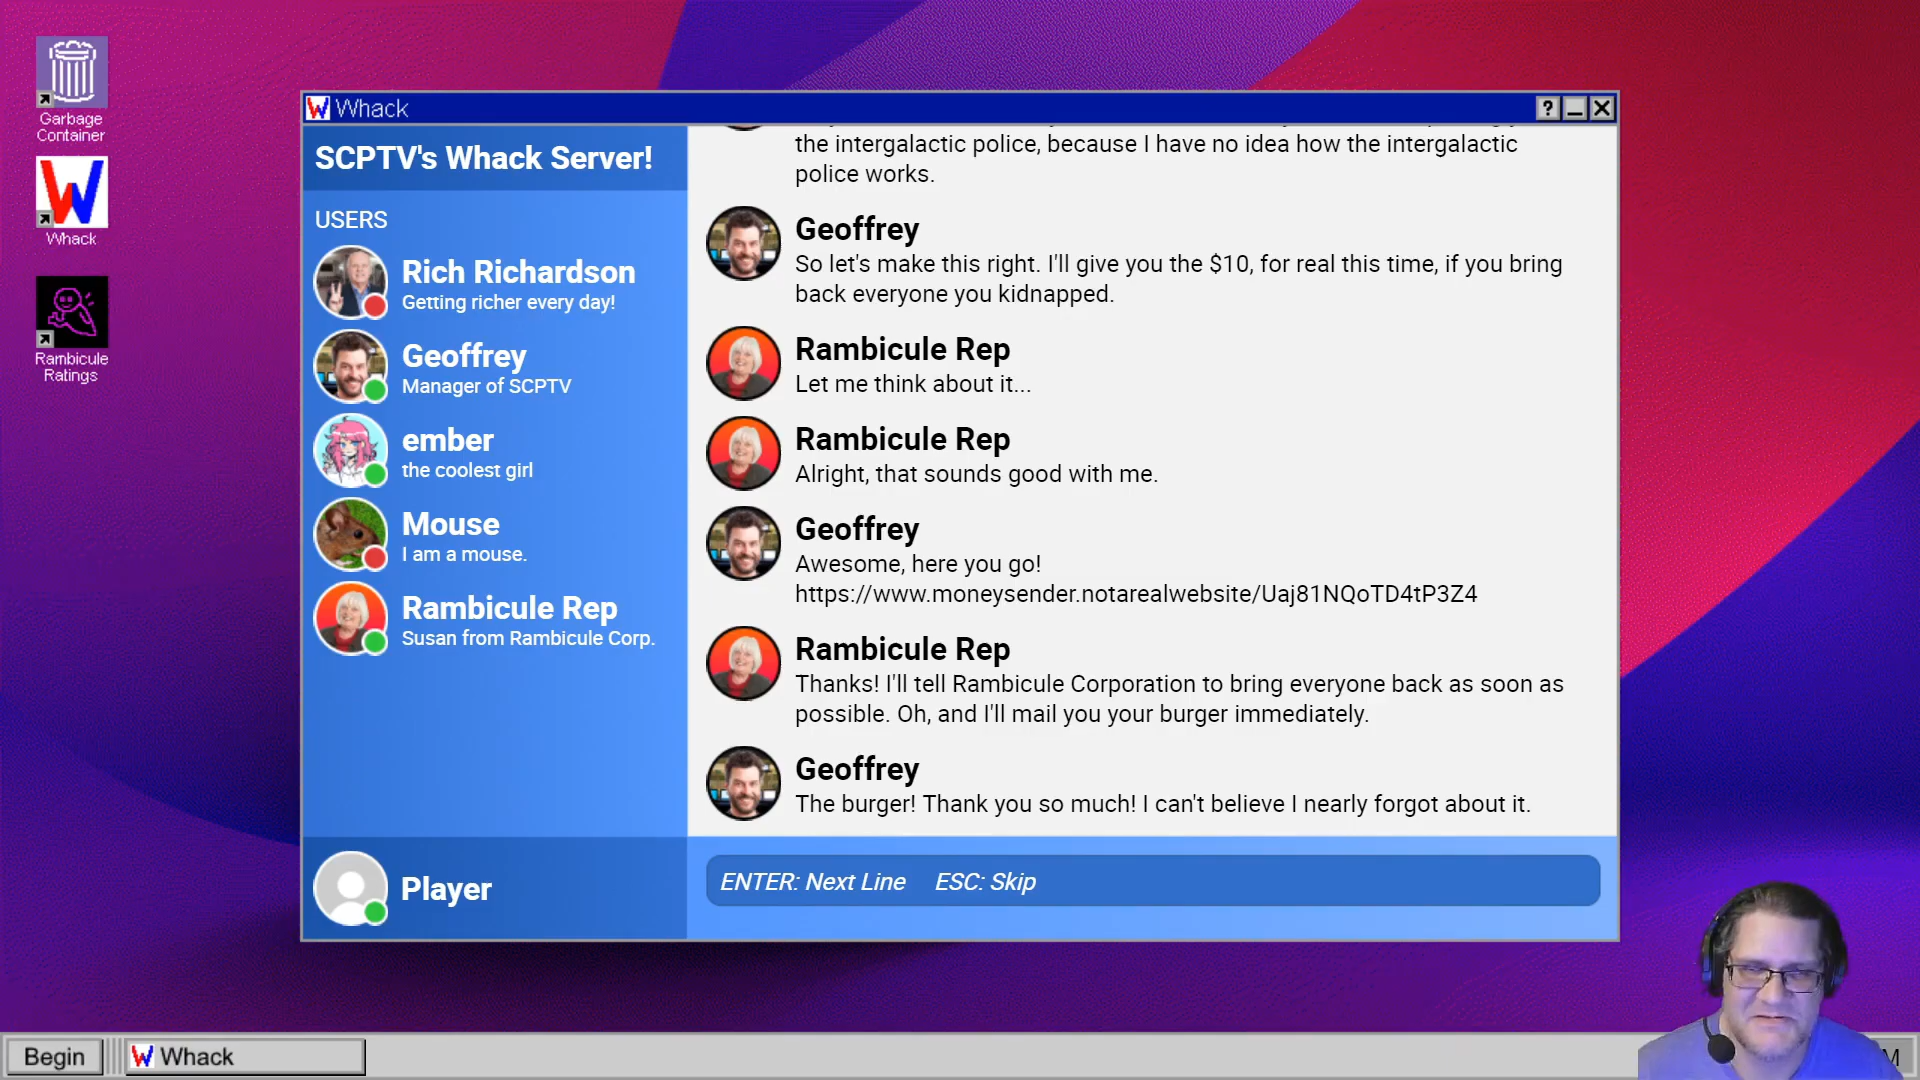 Garbage
Container
Whack
Rambicule
Ratings
Whack
SCPTV's Whack Server!
USERS
Rich Richardson
Getting richer every day!
Geoffrey
Manager of SCPTV
ember
the coolest girl
Mouse
I am a mouse.
Rambicule Rep
Susan from Rambicule Corp.
Player
the intergalactic police, because I have no idea how the intergalactic
police works.
Geoffrey
So let's make this right. I'll give you the $10, for real this time, if you bring
back everyone you kidnapped.
Rambicule Rep
Let me think about it...
Rambicule Rep
Alright, that sounds good with me.
Geoffrey
Awesome, here you go!
https://www.moneysender.notarealwebsite/Uaj81NQoTD4tP3Z4
Rambicule Rep
Thanks! I'll tell Rambicule Corporation to bring everyone back as soon as
possible. Oh, and I'll mail you your burger immediately.
Geoffrey
The burger! Thank you so much! I can't believe I nearly forgot about it.
ENTER: Next Line ESC: Skip
Begin
Whack